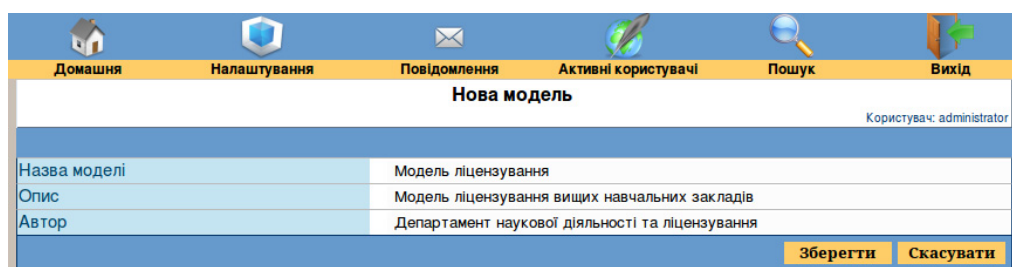 Домашня Налаштування Повідомлення Активні користувачі Пошук Вихід
Нова модель
Користувач: administrator
Назва моделі Модель ліцензування
Опис Модель ліцензування вищих навчальних закладів
Автор Департамент наукової діяльності та ліцензування
Зберегти Скасувати